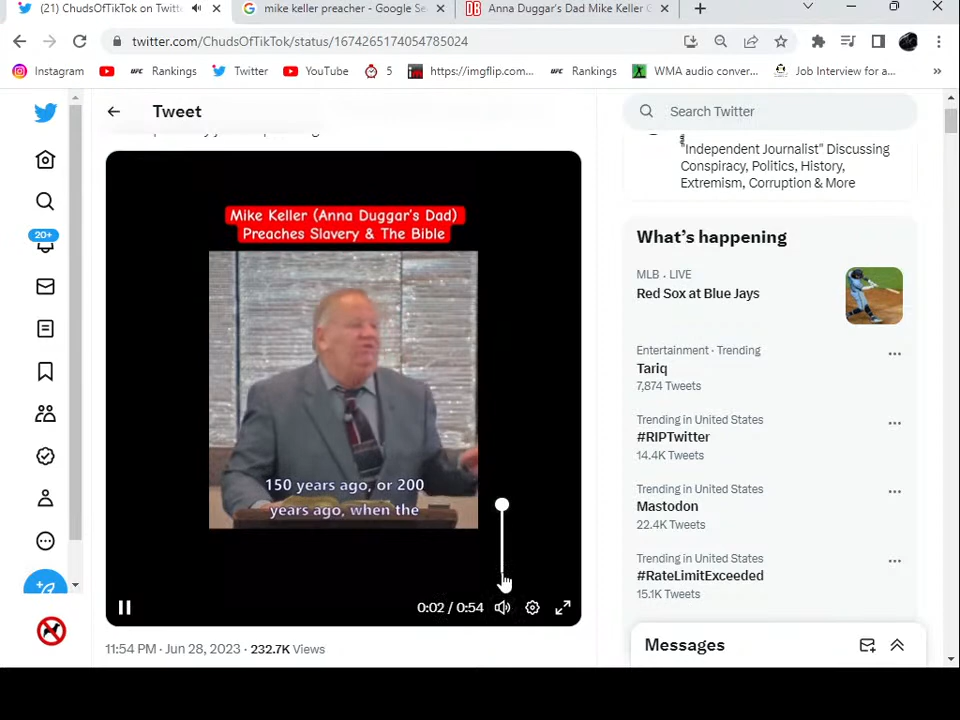 (21) ChudsOfTikTok on Twitte
mike keller preacher - Google Se
Anna Duggar's Dad Mike Keller
twitter.com/ChudsOfTikTok/status/1674265174054785024
Instagram
UFC Rankings
Twitter
YouTube
5
https://imgflip.com...
UFC Rankings
WMA audio conver...
Job Interview for a...
Tweet
Search Twitter
"Independent Journalist" Discussing
Conspiracy, Politics, History,
Extremism, Corruption & More
Mike Keller (Anna Duggar's Dad)
Preaches Slavery & The Bible
150 years ago, or 200
years ago, when the
0:02 / 0:54
11:54 PM · Jun 28, 2023 · 232.7K Views
20+
What's happening
MLB · LIVE
Red Sox at Blue Jays
Entertainment · Trending
Tariq
7,874 Tweets
Trending in United States
#RIPTwitter
14.4K Tweets
Trending in United States
Mastodon
22.4K Tweets
Trending in United States
#RateLimitExceeded
15.1K Tweets
Messages